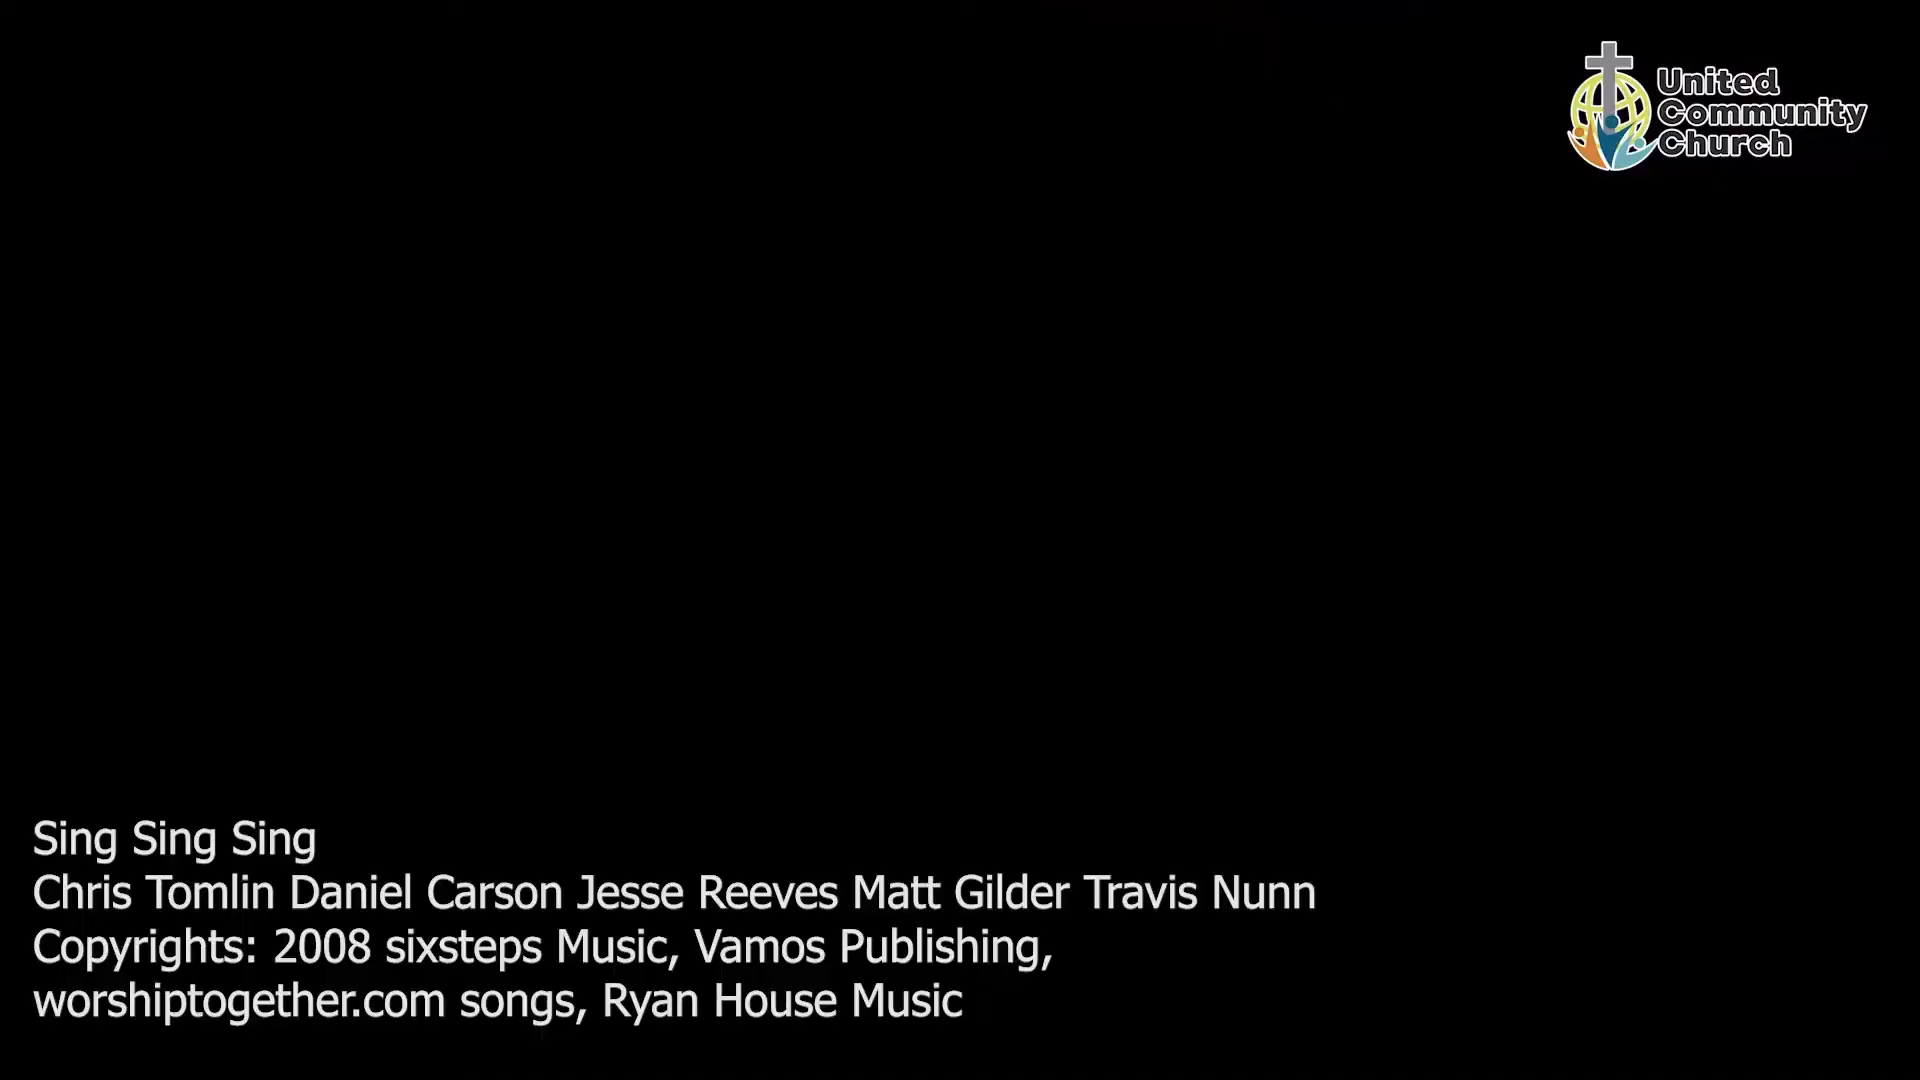 United
Community
Church
Sing Sing Sing
Chris Tomlin Daniel Carson Jesse Reeves Matt Gilder Travis Nunn
Copyrights: 2008 sixsteps Music, Vamos Publishing,
worshiptogether.com songs, Ryan House Music